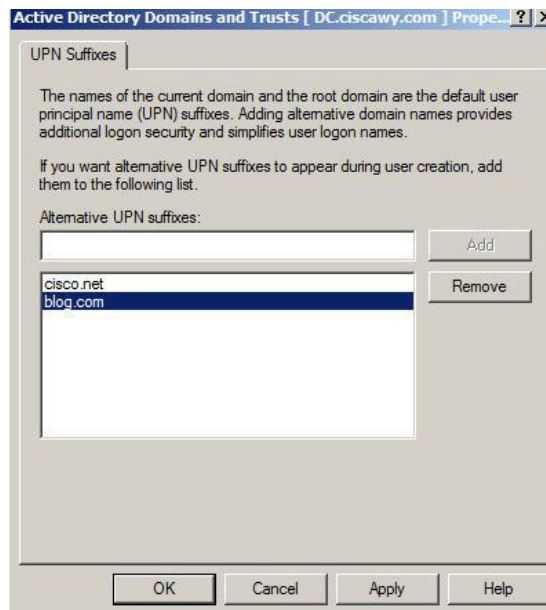 Active Directory Domains and Trusts [ DC.ciscawy.com ] Prope...
UPN Suffixes
The names of the current domain and the root domain are the default user
principal name (UPN) suffixes. Adding alternative domain names provides
additional logon security and simplifies user logon names.
If you want alternative UPN suffixes to appear during user creation, add
them to the following list.
Alternative UPN suffixes:
Add
cisco.net
blog.com
Remove
OK
Cancel
Apply
Help